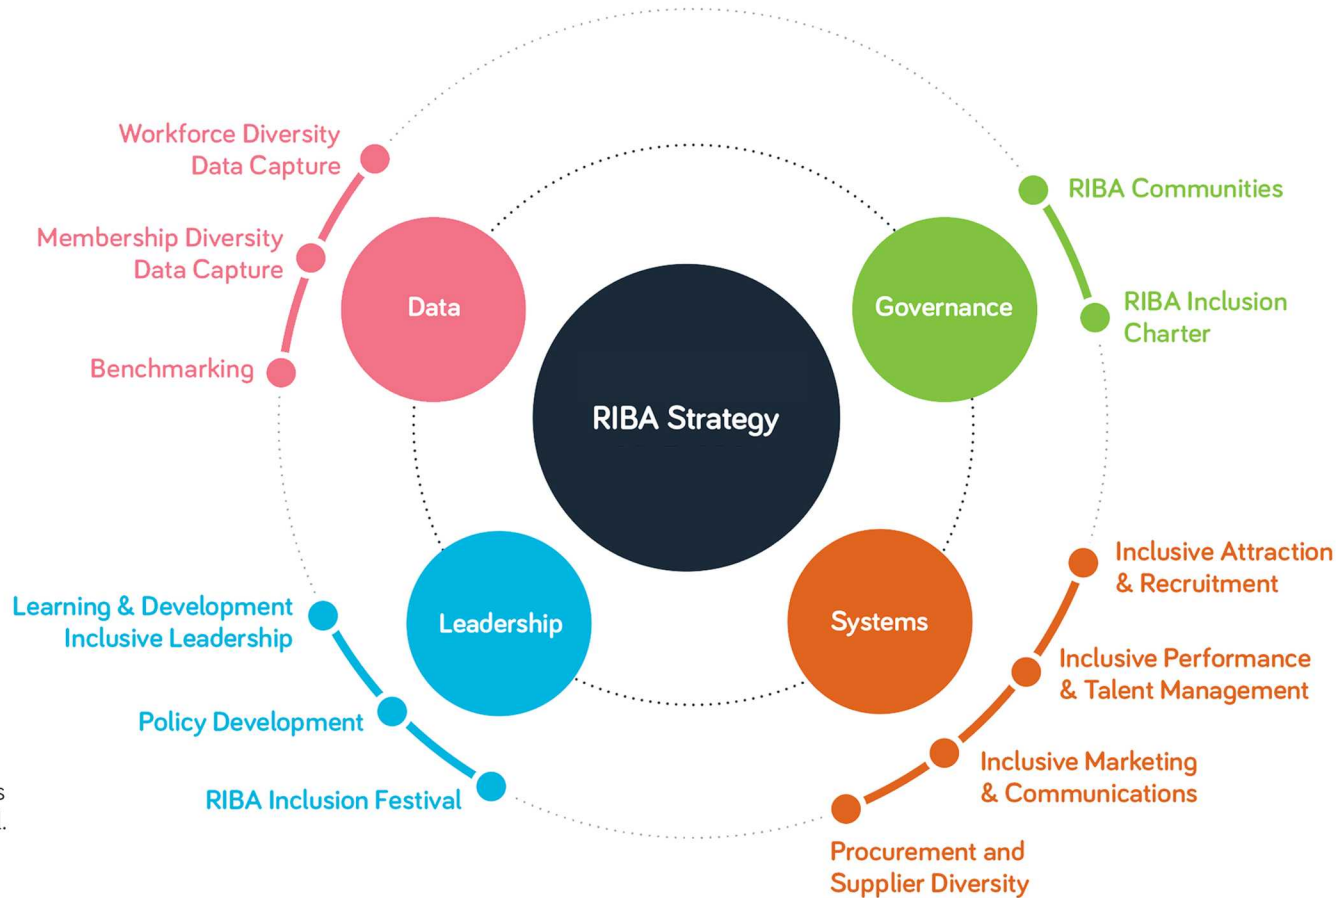 Workforce Diversity
Data Capture
Membership Diversity
Data Capture
Benchmarking
Data
Governance
RIBA Communities
RIBA Inclusion
Charter
RIBA Strategy
Leadership
Systems
Learning & Development
Inclusive Leadership
Policy Development
RIBA Inclusion Festival
Inclusive Attraction
& Recruitment
Inclusive Performance
& Talent Management
Inclusive Marketing
& Communications
Procurement and
Supplier Diversity